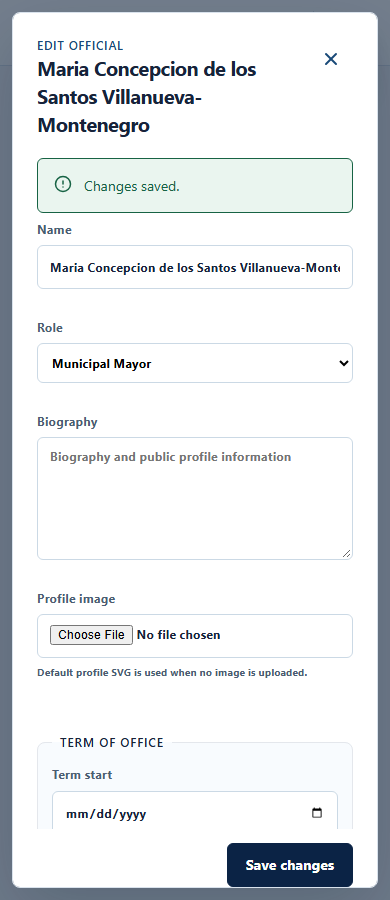 EDIT OFFICIAL
Maria Concepcion de los
Santos Villanueva-
Montenegro
Changes saved.
Name
Maria Concepcion de los Santos Villanueva-Monte
Role
Municipal Mayor
Biography
Biography and public profile information
Profile image
Choose File No file chosen
Default profile SVG is used when no image is uploaded.
TERM OF OFFICE
Term start
mm/dd/yyyy
Save changes